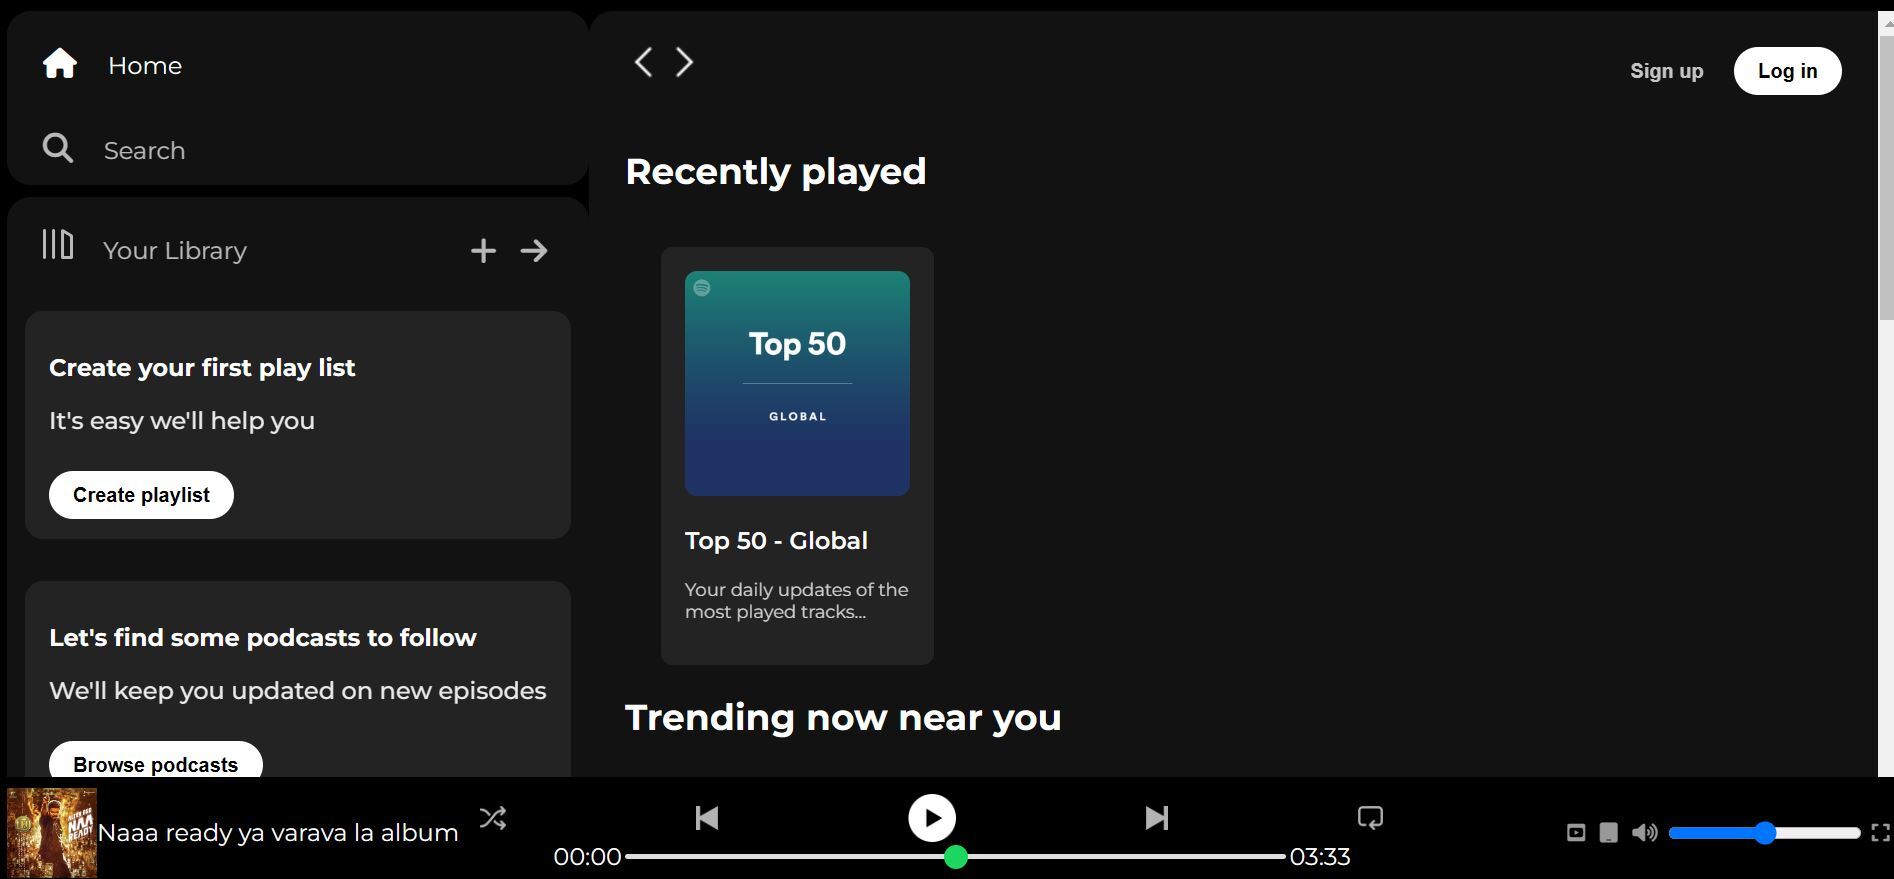 Home
Search
Your Library
Create your first play list
It's easy we'll help you
Create playlist
Let's find some podcasts to follow
We'll keep you updated on new episodes
Browse podcasts
Sign up
Log in
Recently played
Top 50
GLOBAL
Top 50 - Global
Your daily updates of the
most played tracks...
Trending now near you
NAA
READY
Naaa ready ya varava la album
00:00
03:33